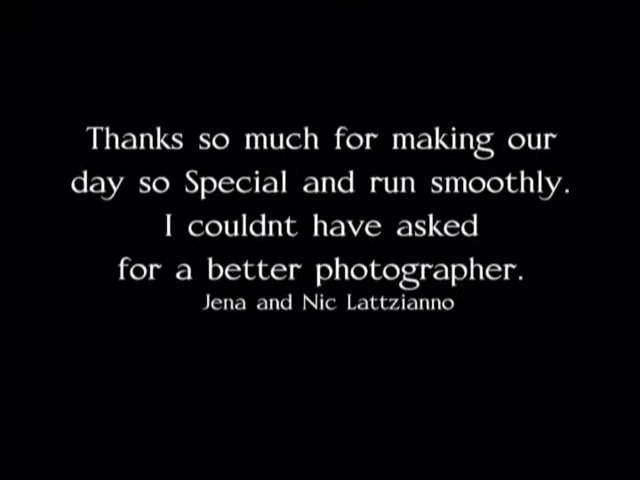 Thanks so much for making our
day so Special and run smoothly.
I couldnt have asked
for a better photographer.
Jena and Nic Lattzianno